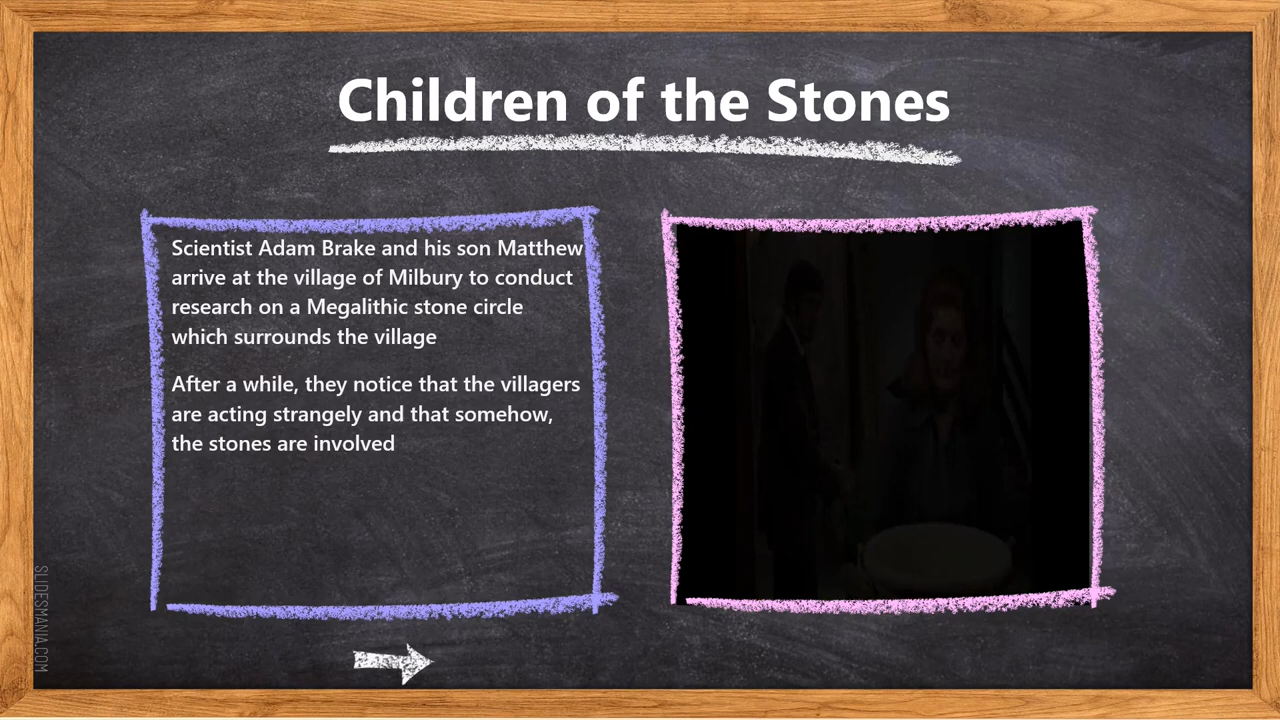 Children of the Stones
Scientist Adam Brake and his son Matthew
arrive at the village of Milbury to conduct
research on a Megalithic stone circle
which surrounds the village
After a while, they notice that the villagers
are acting strangely and that somehow,
the stones are involved
SLIDESMANIA.COM